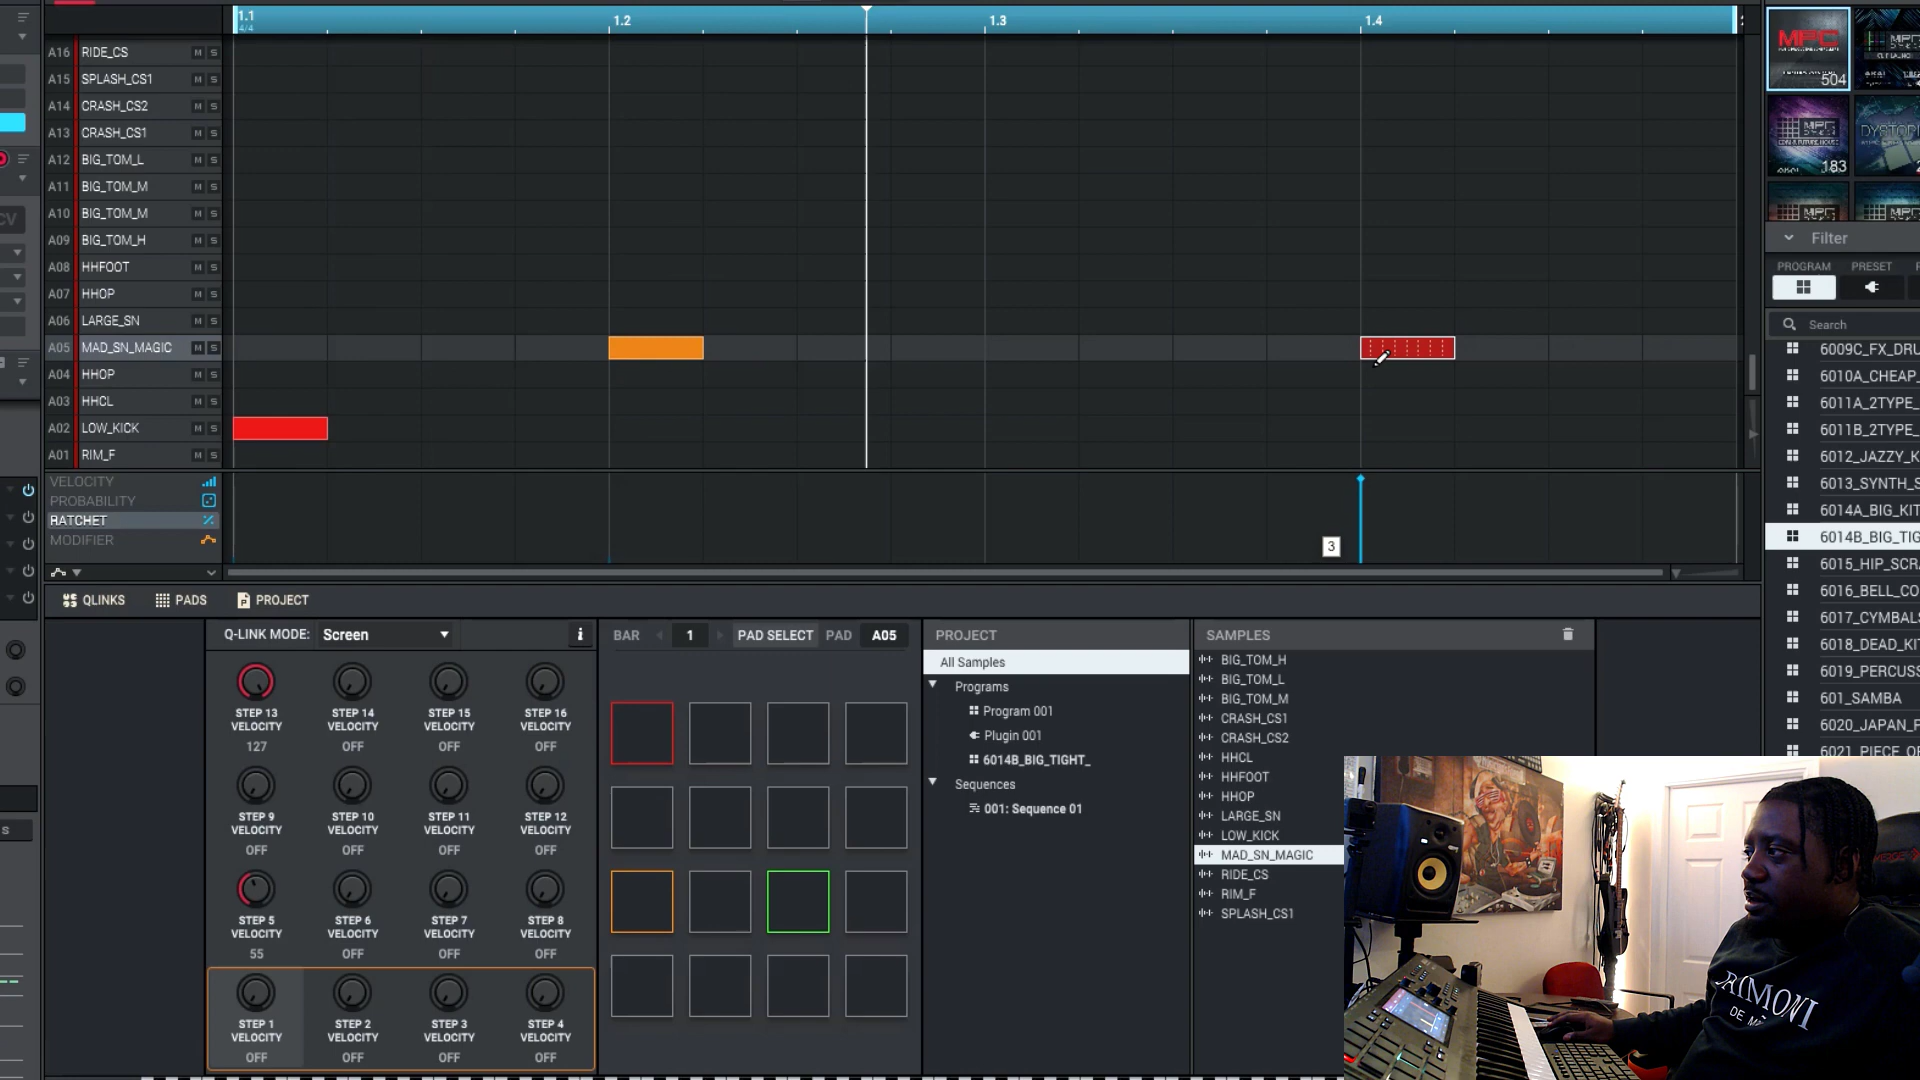 1.1
4/4
1.2
1.3
1.4
A16 RIDE_CS M S
A15 SPLASH_CS1 M S
A14 CRASH_CS2 M S
A13 CRASH_CS1 M S
A12 BIG_TOM_L M S
A11 BIG_TOM_M M S
A10 BIG_TOM_M M S
A09 BIG_TOM_H M S
A08 HHFOOT M S
A07 HHOP M S
A06 LARGE_SN M S
A05 MAD_SN_MAGIC M S
A04 HHOP M S
A03 HHCL M S
A02 LOW_KICK M S
A01 RIM_F M S
VELOCITY
PROBABILITY
RATCHET
MODIFIER
3
QLINKS
PADS
PROJECT
Q-LINK MODE: Screen
STEP 13 VELOCITY 127
STEP 14 VELOCITY OFF
STEP 15 VELOCITY OFF
STEP 16 VELOCITY OFF
STEP 9 VELOCITY OFF
STEP 10 VELOCITY OFF
STEP 11 VELOCITY OFF
STEP 12 VELOCITY OFF
STEP 5 VELOCITY 55
STEP 6 VELOCITY OFF
STEP 7 VELOCITY OFF
STEP 8 VELOCITY OFF
STEP 1 VELOCITY OFF
STEP 2 VELOCITY OFF
STEP 3 VELOCITY OFF
STEP 4 VELOCITY OFF
BAR 1 PAD SELECT PAD A05
PROJECT
All Samples
Programs
Program 001
Plugin 001
6014B_BIG_TIGHT_
Sequences
001: Sequence 01
SAMPLES
BIG_TOM_H
BIG_TOM_L
BIG_TOM_M
CRASH_CS1
CRASH_CS2
HHCL
HHFOOT
HHOP
LARGE_SN
LOW_KICK
MAD_SN_MAGIC
RIDE_CS
RIM_F
SPLASH_CS1
MPC
504
183
Filter
PROGRAM PRESET
Search
6009C_FX_DRU
6010A_CHEAP_
6011A_2TYPE_
6011B_2TYPE_
6012_JAZZY_K
6013_SYNTH_S
6014A_BIG_KIT
6014B_BIG_TIG
6015_HIP_SCR
6016_BELL_CO
6017_CYMBALS
6018_DEAD_KI
6019_PERCUSS
601_SAMBA
6020_JAPAN_F
6021_PIECE_OF